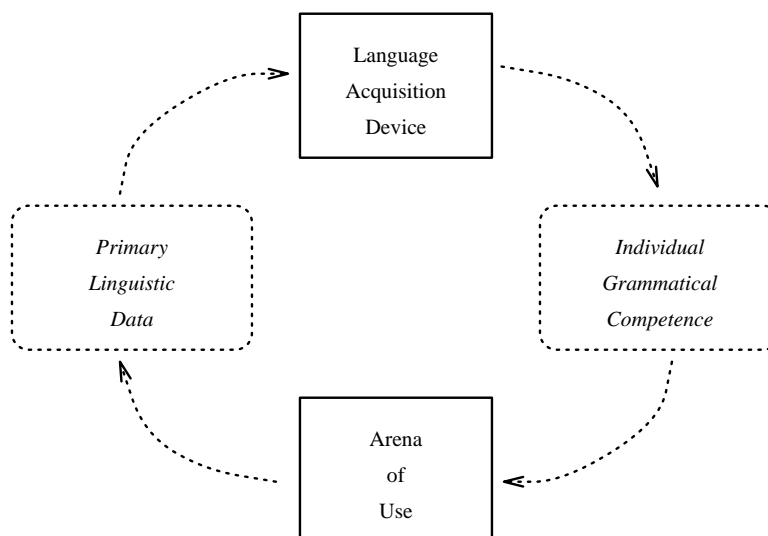 Language
Acquisition
Device
Primary
Linguistic
Data
Individual
Grammatical
Competence
Arena
of
Use